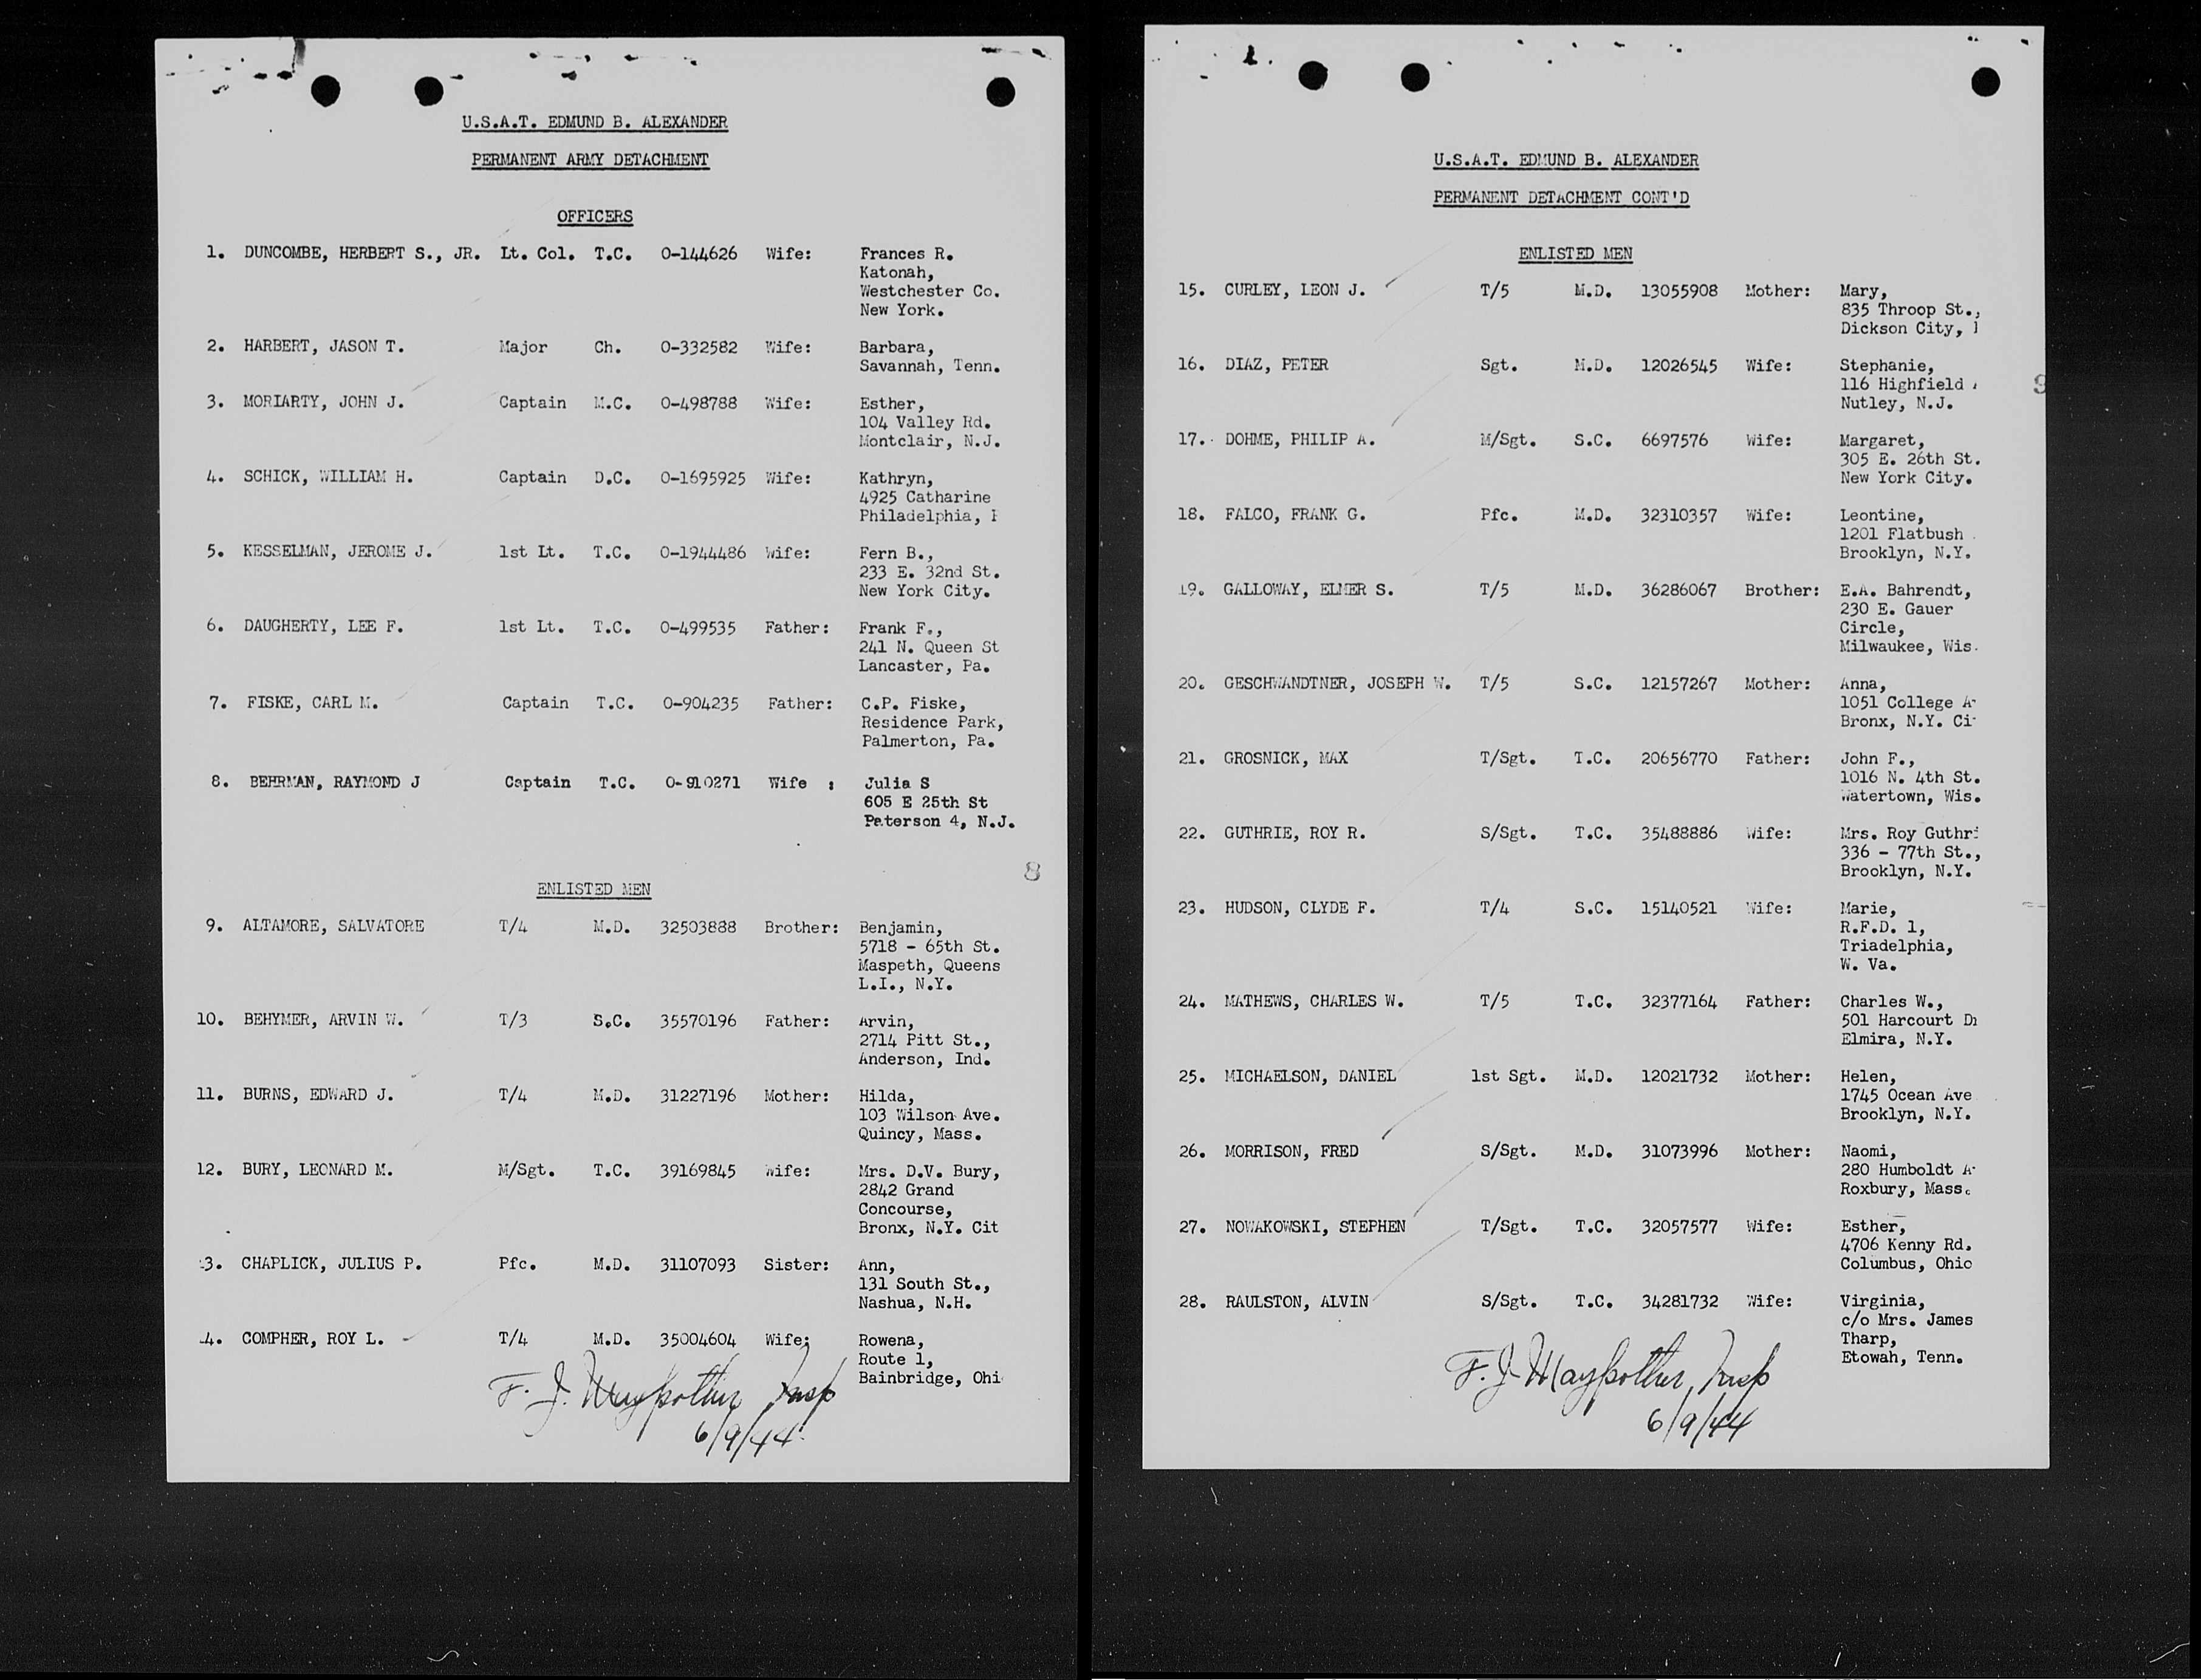 U.S.A.T. EDMUND B. ALEXANDER
PERMANENT ARMY DETACHMENT
OFFICERS
1. DUNCOMBE, HERBERT S., JR. Lt. Col. T.C. O-144626 Wife: Frances R.
Katonah,
Westchester Co.
New York.
2. HARBERT, JASON T. Major Ch. O-332582 Wife: Barbara,
Savannah, Tenn.
3. MORIARTY, JOHN J. Captain M.C. O-498788 Wife: Esther,
104 Valley Rd.
Montclair, N.J.
4. SCHICK, WILLIAM H. Captain D.C. O-1695925 Wife: Kathryn,
4925 Catharine
Philadelphia,
5. KESSELMAN, JEROME J. 1st Lt. T.C. O-1944486 Wife: Fern B.,
233 E. 32nd St.
New York City.
6. DAUGHERTY, LEE F. 1st Lt. T.C. O-499535 Father: Frank F.,
241 N. Queen St
Lancaster, Pa.
7. FISKE, CARL M. Captain T.C. O-904235 Father: C.P. Fiske,
Residence Park,
Palmerton, Pa.
8. BEHRMAN, RAYMOND J Captain T.C. O-910271 Wife : Julia S
605 E 25th St
Paterson 4, N.J.
8
ENLISTED MEN
9. ALTAMORE, SALVATORE T/4 M.D. 32503888 Brother: Benjamin,
5718 - 65th St.
Maspeth, Queens
L.I., N.Y.
10. BEHYMER, ARVIN W. T/3 S.C. 35570196 Father: Arvin,
2714 Pitt St.,
Anderson, Ind.
11. BURNS, EDWARD J. T/4 M.D. 31227196 Mother: Hilda,
103 Wilson Ave.
Quincy, Mass.
12. BURY, LEONARD M. M/Sgt. T.C. 39169845 Wife: Mrs. D.V. Bury,
2842 Grand
Concourse,
Bronx, N.Y. Cit
3. CHAPLICK, JULIUS P. Pfc. M.D. 31107093 Sister: Ann,
131 South St.,
Nashua, N.H.
4. COMPHER, ROY L. T/4 M.D. 35004604 Wife: Rowena,
Route 1,
Bainbridge, Ohi
F. J. Maypother, Insp
6/9/44
U.S.A.T. EDMUND B. ALEXANDER
PERMANENT DETACHMENT CONT'D
ENLISTED MEN
15. CURLEY, LEON J. T/5 M.D. 13055908 Mother: Mary,
835 Throop St.,
Dickson City,
16. DIAZ, PETER Sgt. M.D. 12026545 Wife: Stephanie,
116 Highfield
Nutley, N.J.
9
17. DOHME, PHILIP A. M/Sgt. S.C. 6697576 Wife: Margaret,
305 E. 26th St.
New York City.
18. FALCO, FRANK G. Pfc. M.D. 32310357 Wife: Leontine,
1201 Flatbush
Brooklyn, N.Y.
19. GALLOWAY, ELMER S. T/5 M.D. 36286067 Brother: E.A. Bahrendt,
230 E. Gauer
Circle,
Milwaukee, Wis.
20. GESCHWANDTNER, JOSEPH W. T/5 S.C. 12157267 Mother: Anna,
1051 College A
Bronx, N.Y. Ci
21. GROSNICK, MAX T/Sgt. T.C. 20656770 Father: John F.,
1016 N. 4th St.
Watertown, Wis.
22. GUTHRIE, ROY R. S/Sgt. T.C. 35488886 Wife: Mrs. Roy Guthri
336 - 77th St.,
Brooklyn, N.Y.
23. HUDSON, CLYDE F. T/4 S.C. 15140521 Wife: Marie,
R.F.D. 1,
Triadelphia,
W. Va.
24. MATHEWS, CHARLES W. T/5 T.C. 32377164 Father: Charles W.,
501 Harcourt Dr
Elmira, N.Y.
25. MICHAELSON, DANIEL 1st Sgt. M.D. 12021732 Mother: Helen,
1745 Ocean Ave
Brooklyn, N.Y.
26. MORRISON, FRED S/Sgt. M.D. 31073996 Mother: Naomi,
280 Humboldt A
Roxbury, Mass.
27. NOWAKOWSKI, STEPHEN T/Sgt. T.C. 32057577 Wife: Esther,
4706 Kenny Rd.
Columbus, Ohio
28. RAULSTON, ALVIN S/Sgt. T.C. 34281732 Wife: Virginia,
c/o Mrs. James
Tharp,
Etowah, Tenn.
F. J. Maypother, Insp
6/9/44